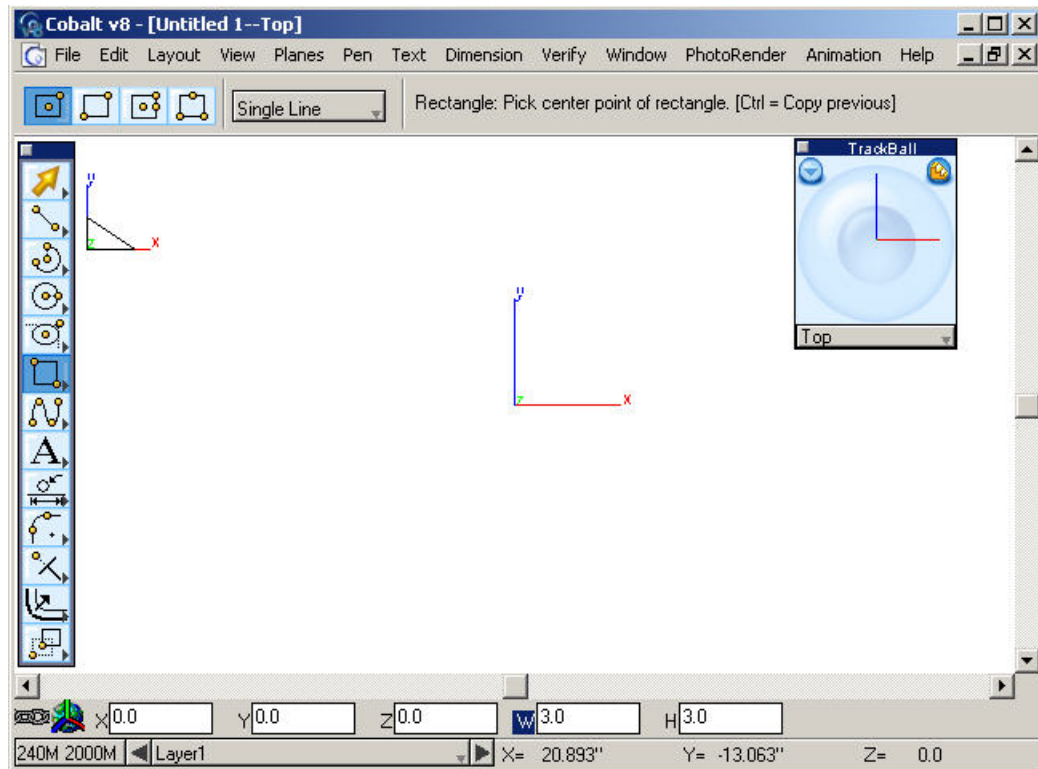 Cobalt v8 - [Untitled 1--Top]
File Edit Layout View Planes Pen Text Dimension Verify Window PhotoRender Animation Help
Single Line
Rectangle: Pick center point of rectangle. [Ctrl = Copy previous]
TrackBall
y
z x
Top
y
z x
A
X 0.0 Y 0.0 Z 0.0 W 3.0 H 3.0
240M 2000M Layer1 X= 20.893'' Y= -13.063'' Z= 0.0